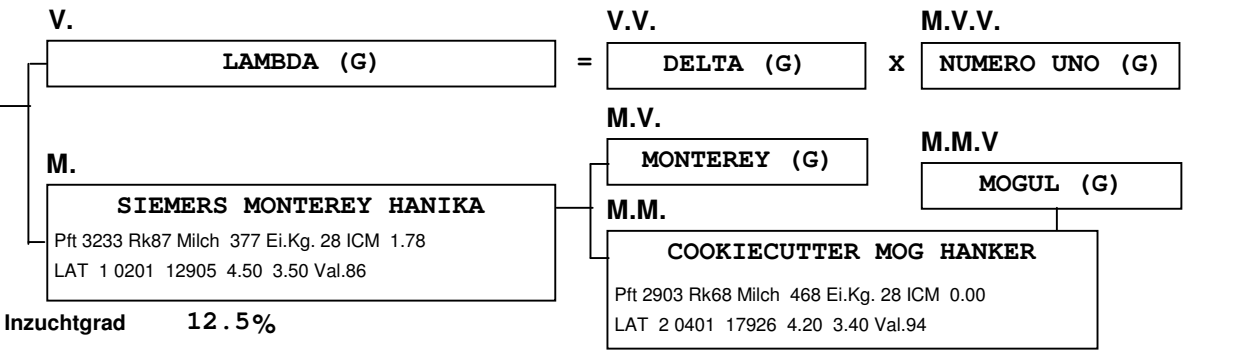 V.
V.V.
M.V.V.
LAMBDA (G)
=
DELTA (G)
X
NUMERO UNO (G)
M.V.
MONTEREY (G)
M.M.V
MOGUL (G)
M.
SIEMERS MONTEREY HANIKA
Pft 3233 Rk87 Milch 377 Ei.Kg. 28 ICM 1.78
LAT 1 0201 12905 4.50 3.50 Val.86
M.M.
COOKIECUTTER MOG HANKER
Pft 2903 Rk68 Milch 468 Ei.Kg. 28 ICM 0.00
LAT 2 0401 17926 4.20 3.40 Val.94
Inzuchtgrad 12.5%